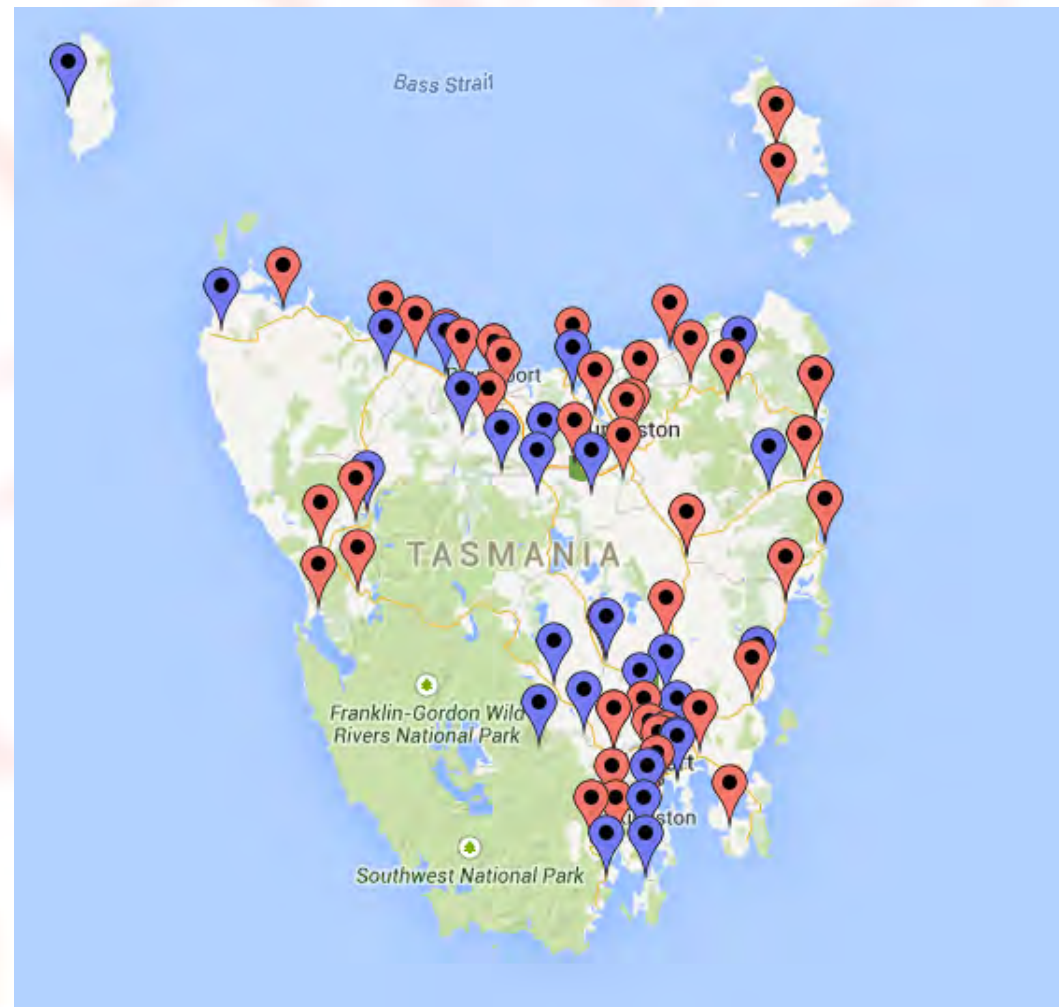 Bass Strait
TASMANIA
Franklin-Gordon Wild
Rivers National Park
Southwest National Park